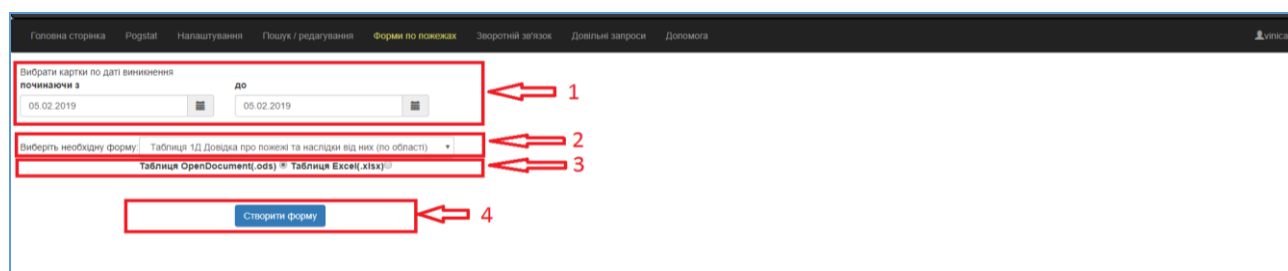 Головна сторінка Pogstat Налаштування Пошук / редагування Форми по пожежах Зворотній зв'язок Довільні запроси Допомога vinica
Вибрати картки по даті виникнення
починаючи з до
05.02.2019 05.02.2019 1
Виберіть необхідну форму: Таблиця 1Д Довідка про пожежі та наслідки від них (по області) 2
Таблиця OpenDocument(.ods) Таблиця Excel(.xlsx) 3
Створити форму 4